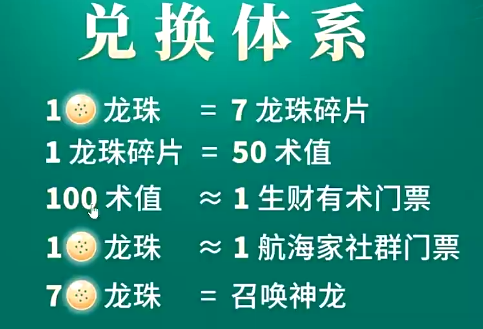 兑换体系
1 龙珠 = 7 龙珠碎片
1 龙珠碎片 = 50 术值
100 术值 ≈ 1 生财有术门票
1 龙珠 ≈ 1 航海家社群门票
7 龙珠 = 召唤神龙